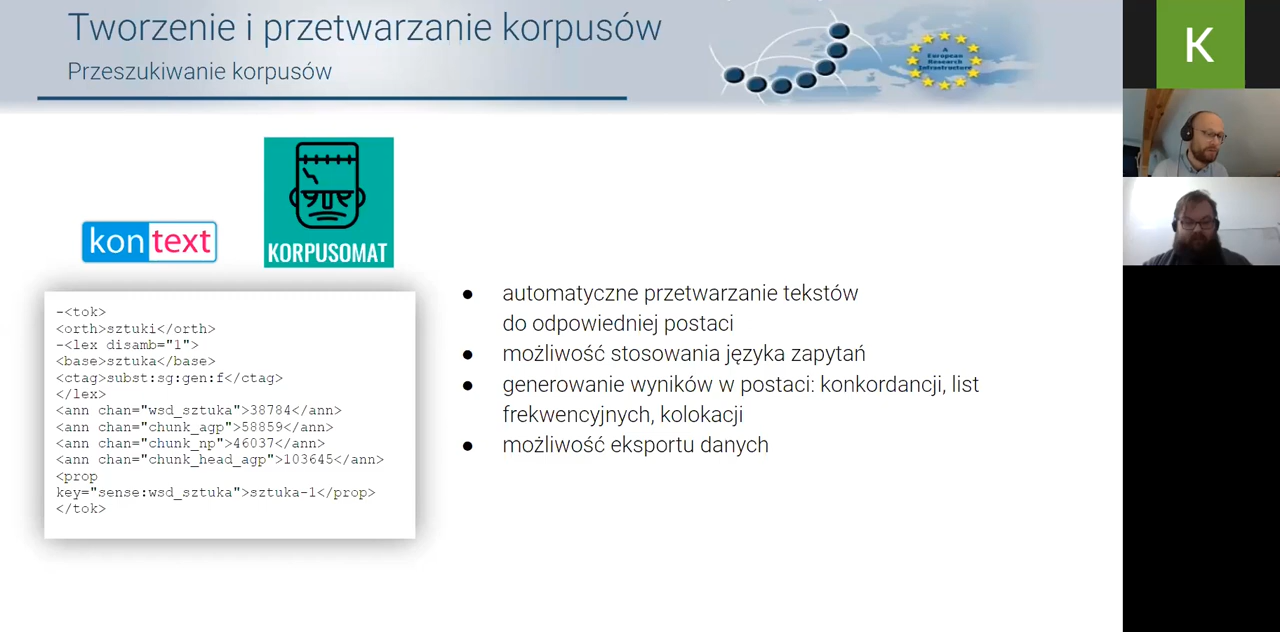 Tworzenie i przetwarzanie korpusów
Przeszukiwanie korpusów
A
European
Research
Infrastructure
K
kontext
KORPUSOMAT
-<tok>
<orth>sztuki</orth>
-<lex disamb="1">
<base>sztuka</base>
<ctag>subst:sg:gen:f</ctag>
</lex>
<ann chan="wsd_sztuka">38784</ann>
<ann chan="chunk_agp">58859</ann>
<ann chan="chunk_np">46037</ann>
<ann chan="chunk_head_agp">103645</ann>
<prop
key="sense:wsd_sztuka">sztuka-1</prop>
</tok>
● automatyczne przetwarzanie tekstów
do odpowiedniej postaci
● możliwość stosowania języka zapytań
● generowanie wyników w postaci: konkordancji, list
frekwencyjnych, kolokacji
● możliwość eksportu danych